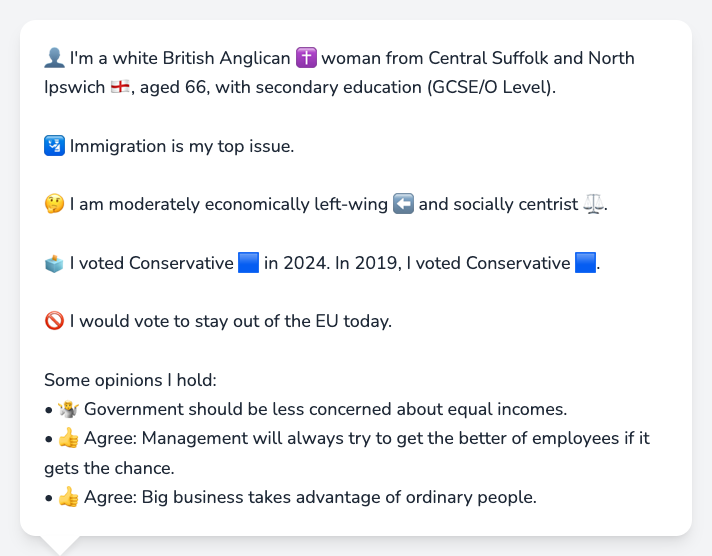 👤 I'm a white British Anglican ✝️ woman from Central Suffolk and North
Ipswich 🏴󠁧󠁢󠁥󠁮󠁧󠁿, aged 66, with secondary education (GCSE/O Level).
🛂 Immigration is my top issue.
🤔 I am moderately economically left-wing ⬅️ and socially centrist ⚖️.
🗳️ I voted Conservative 🟦 in 2024. In 2019, I voted Conservative 🟦.
🚫 I would vote to stay out of the EU today.
Some opinions I hold:
• 🤷 Government should be less concerned about equal incomes.
• 👍 Agree: Management will always try to get the better of employees if it
gets the chance.
• 👍 Agree: Big business takes advantage of ordinary people.